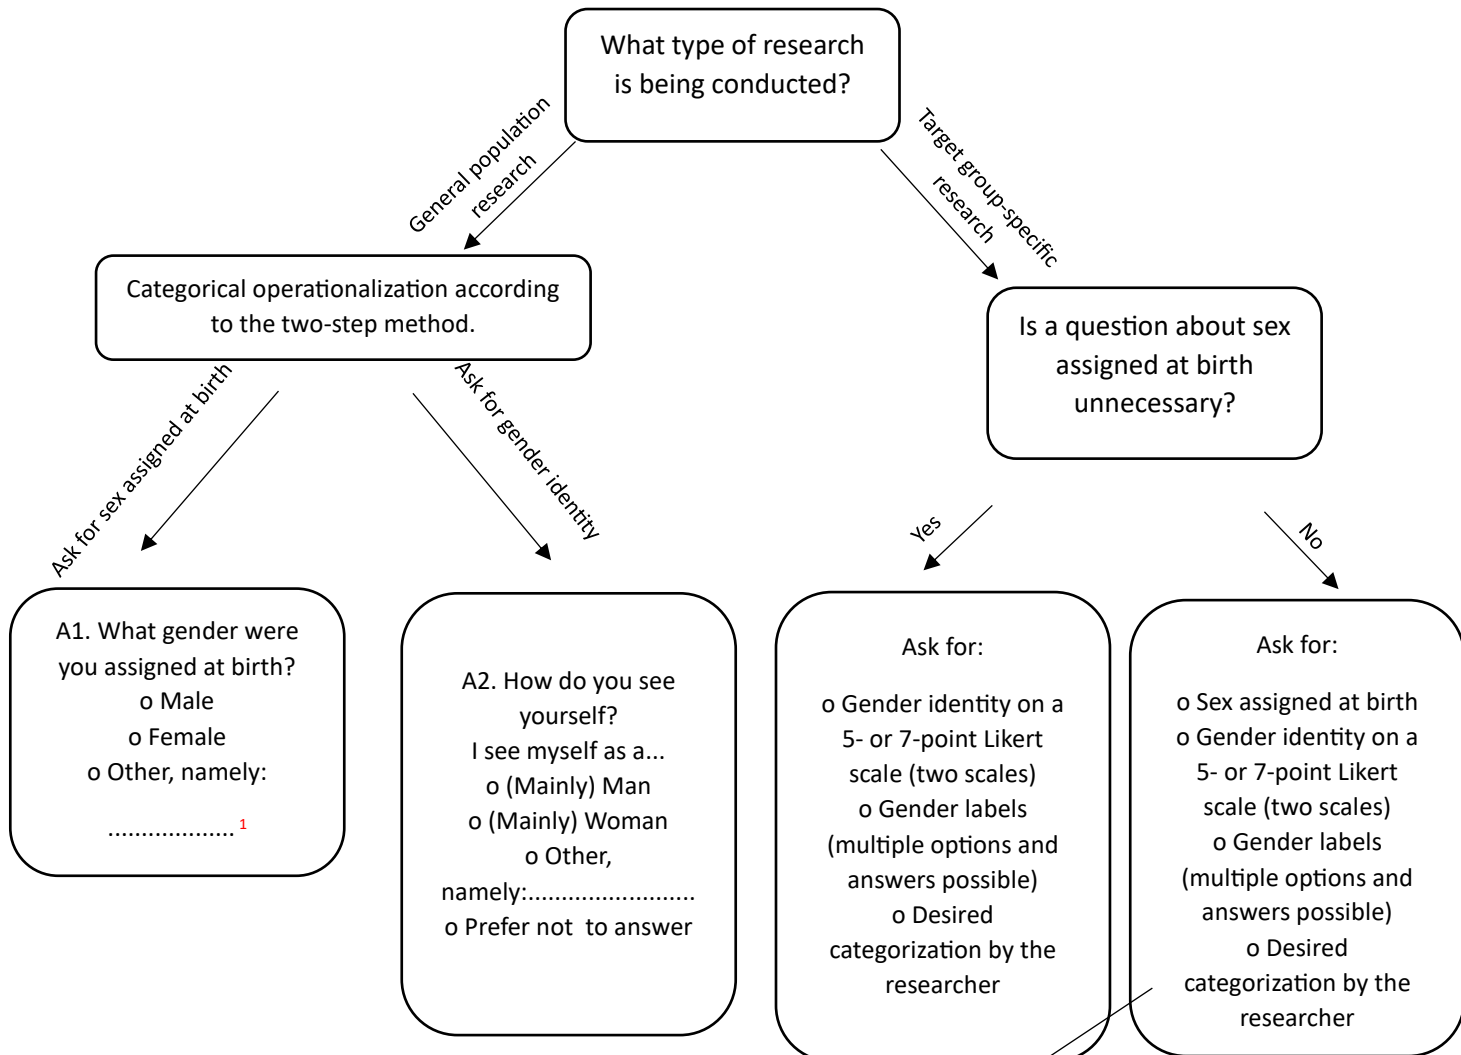 What type of research
is being conducted?
General population
research
Target group-specific
research
Categorical operationalization according
to the two-step method.
Is a question about sex
assigned at birth
unnecessary?
Ask for sex assigned at birth
Ask for gender identity
Yes
No
A1. What gender were
you assigned at birth?
o Male
o Female
o Other, namely:
................... 1
A2. How do you see
yourself?
I see myself as a...
o (Mainly) Man
o (Mainly) Woman
o Other,
namely:.........................
o Prefer not  to answer
Ask for:
o Gender identity on a
5- or 7-point Likert
scale (two scales)
o Gender labels
(multiple options and
answers possible)
o Desired
categorization by the
researcher
Ask for:
o Sex assigned at birth
o Gender identity on a
5- or 7-point Likert
scale (two scales)
o Gender labels
(multiple options and
answers possible)
o Desired
categorization by the
researcher